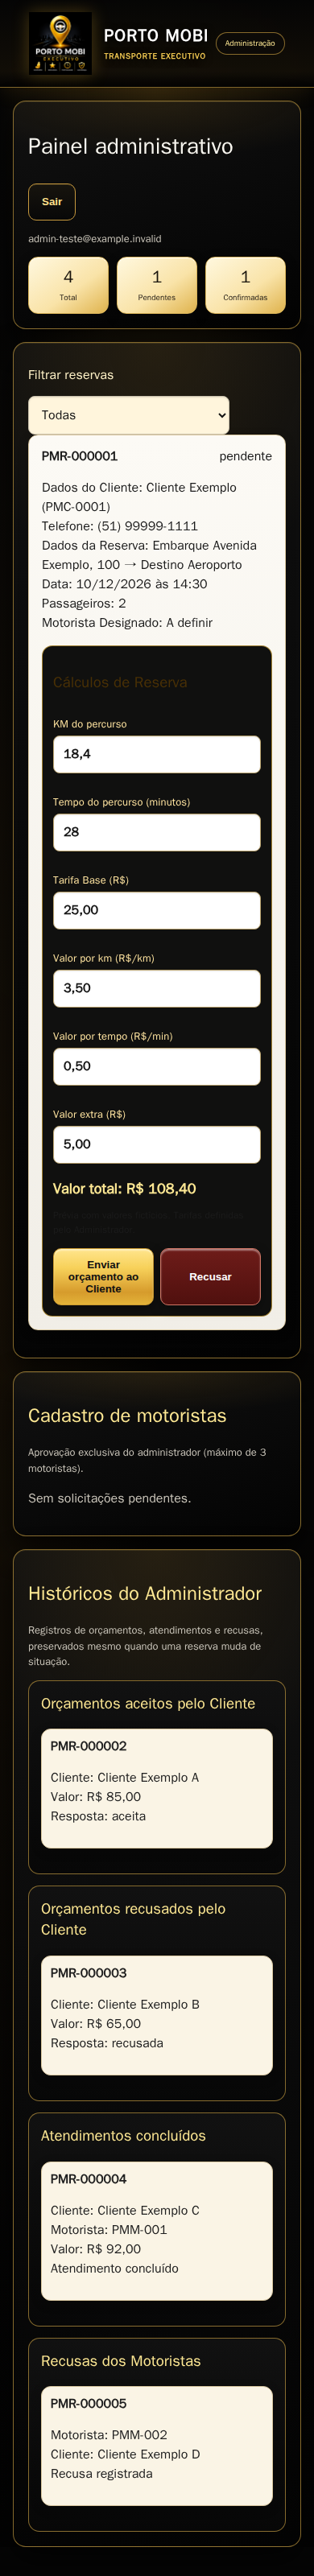 PORTO MOBI
EXECUTIVO
PORTO MOBI
TRANSPORTE EXECUTIVO
Administração
Painel administrativo
Sair
admin-teste@example.invalid
4
Total
1
Pendentes
1
Confirmadas
Filtrar reservas
Todas
PMR-000001 pendente
Dados do Cliente: Cliente Exemplo
(PMC-0001)
Telefone: (51) 99999-1111
Dados da Reserva: Embarque Avenida
Exemplo, 100 → Destino Aeroporto
Data: 10/12/2026 às 14:30
Passageiros: 2
Motorista Designado: A definir
Cálculos de Reserva
KM do percurso
18,4
Tempo do percurso (minutos)
28
Tarifa Base (R$)
25,00
Valor por km (R$/km)
3,50
Valor por tempo (R$/min)
0,50
Valor extra (R$)
5,00
Valor total: R$ 108,40
Enviar
orçamento ao
Cliente
Recusar
Cadastro de motoristas
Aprovação exclusiva do administrador (máximo de 3
motoristas).
Sem solicitações pendentes.
Históricos do Administrador
Registros de orçamentos, atendimentos e recusas,
preservados mesmo quando uma reserva muda de
situação.
Orçamentos aceitos pelo Cliente
PMR-000002
Cliente: Cliente Exemplo A
Valor: R$ 85,00
Resposta: aceita
Orçamentos recusados pelo
Cliente
PMR-000003
Cliente: Cliente Exemplo B
Valor: R$ 65,00
Resposta: recusada
Atendimentos concluídos
PMR-000004
Cliente: Cliente Exemplo C
Motorista: PMM-001
Valor: R$ 92,00
Atendimento concluído
Recusas dos Motoristas
PMR-000005
Motorista: PMM-002
Cliente: Cliente Exemplo D
Recusa registrada